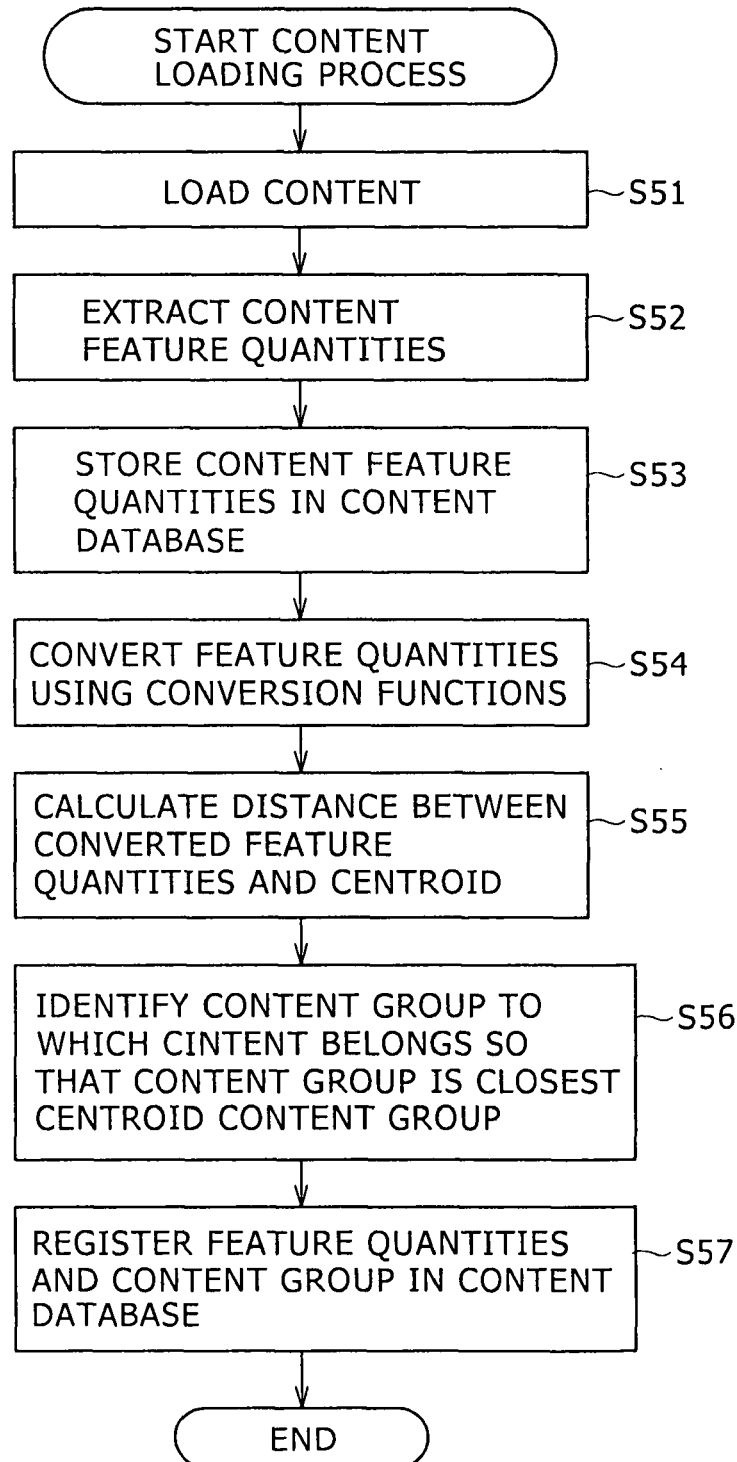 START CONTENT
LOADING PROCESS
LOAD CONTENT
S51
EXTRACT CONTENT
FEATURE QUANTITIES
S52
STORE CONTENT FEATURE
QUANTITIES IN CONTENT
DATABASE
S53
CONVERT FEATURE QUANTITIES
USING CONVERSION FUNCTIONS
S54
CALCULATE DISTANCE BETWEEN
CONVERTED FEATURE
QUANTITIES AND CENTROID
S55
IDENTIFY CONTENT GROUP TO
WHICH CINTENT BELONGS SO
THAT CONTENT GROUP IS CLOSEST
CENTROID CONTENT GROUP
S56
REGISTER FEATURE QUANTITIES
AND CONTENT GROUP IN CONTENT
DATABASE
S57
END